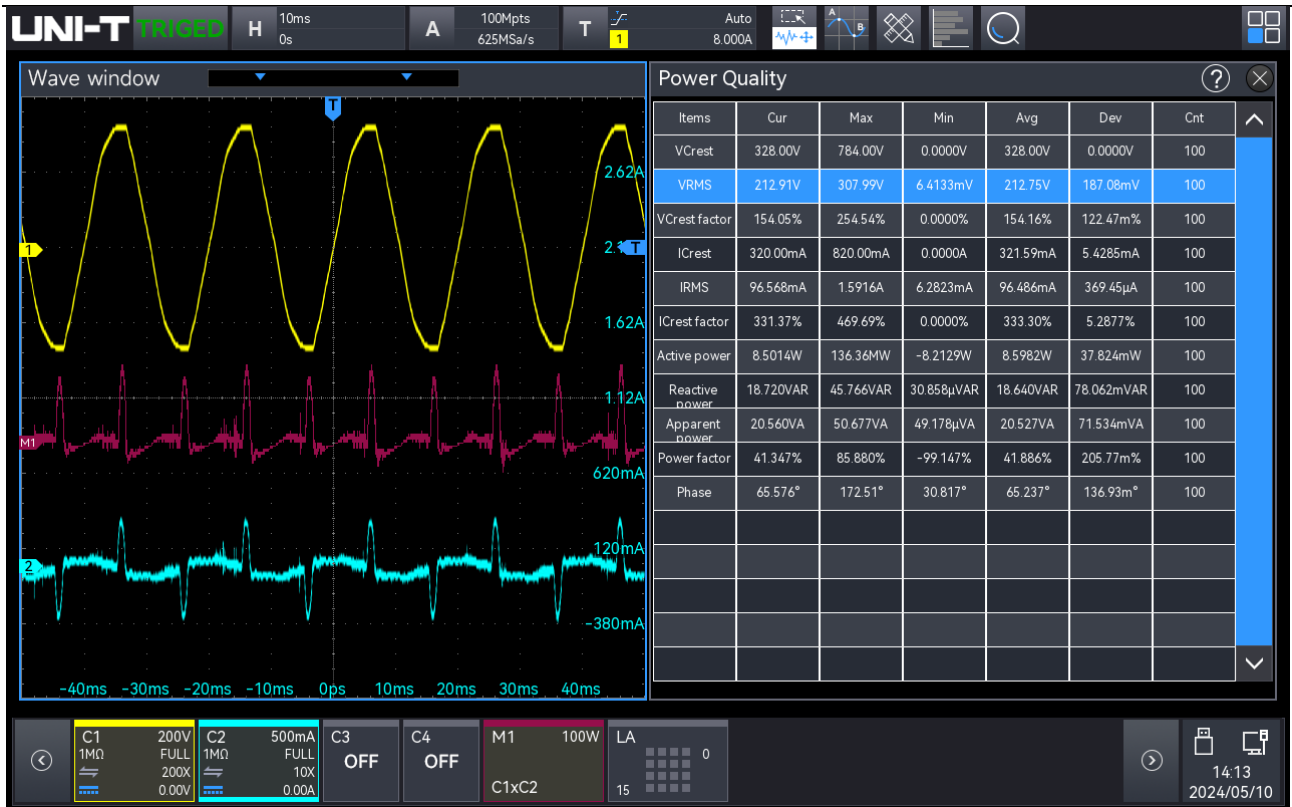 UNI-T TRIGED H 10ms 0s A 100Mpts 625MSa/s T 1 Auto 8.000A A B
Wave window
T
2.62A
1
T
1.62A
1.12A
M1
620mA
120mA
2
-380mA
-40ms -30ms -20ms -10ms 0ps 10ms 20ms 30ms 40ms
Power Quality ?
Items Cur Max Min Avg Dev Cnt
VCrest 328.00V 784.00V 0.0000V 328.00V 0.0000V 100
VRMS 212.91V 307.99V 6.4133mV 212.75V 187.08mV 100
VCrest factor 154.05% 254.54% 0.0000% 154.16% 122.47m% 100
ICrest 320.00mA 820.00mA 0.0000A 321.59mA 5.4285mA 100
IRMS 96.568mA 1.5916A 6.2823mA 96.486mA 369.45μA 100
ICrest factor 331.37% 469.69% 0.0000% 333.30% 5.2877% 100
Active power 8.5014W 136.36MW -8.2129W 8.5982W 37.824mW 100
Reactive power 18.720VAR 45.766VAR 30.858μVAR 18.640VAR 78.062mVAR 100
Apparent power 20.560VA 50.677VA 49.178μVA 20.527VA 71.534mVA 100
Power factor 41.347% 85.880% -99.147% 41.886% 205.77m% 100
Phase 65.576° 172.51° 30.817° 65.237° 136.93m° 100
C1 200V
1MΩ FULL
200X
0.00V
C2 500mA
1MΩ FULL
10X
0.00A
C3
OFF
C4
OFF
M1 100W
C1xC2
LA
0
15
14:13
2024/05/10